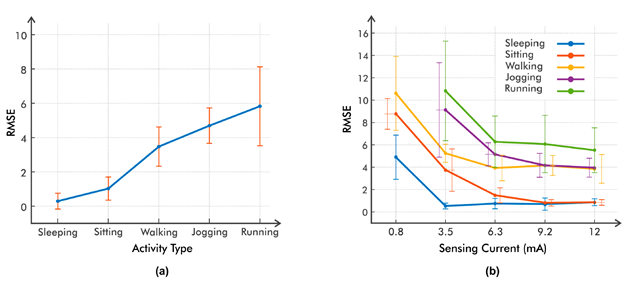 10
8
6
4
2
0
RMSE
Sleeping Sitting Walking Jogging Running
Activity Type
(a)
16
14
12
10
8
6
4
2
0
RMSE
Sleeping
Sitting
Walking
Jogging
Running
0.8 3.5 6.3 9.2 12
Sensing Current (mA)
(b)